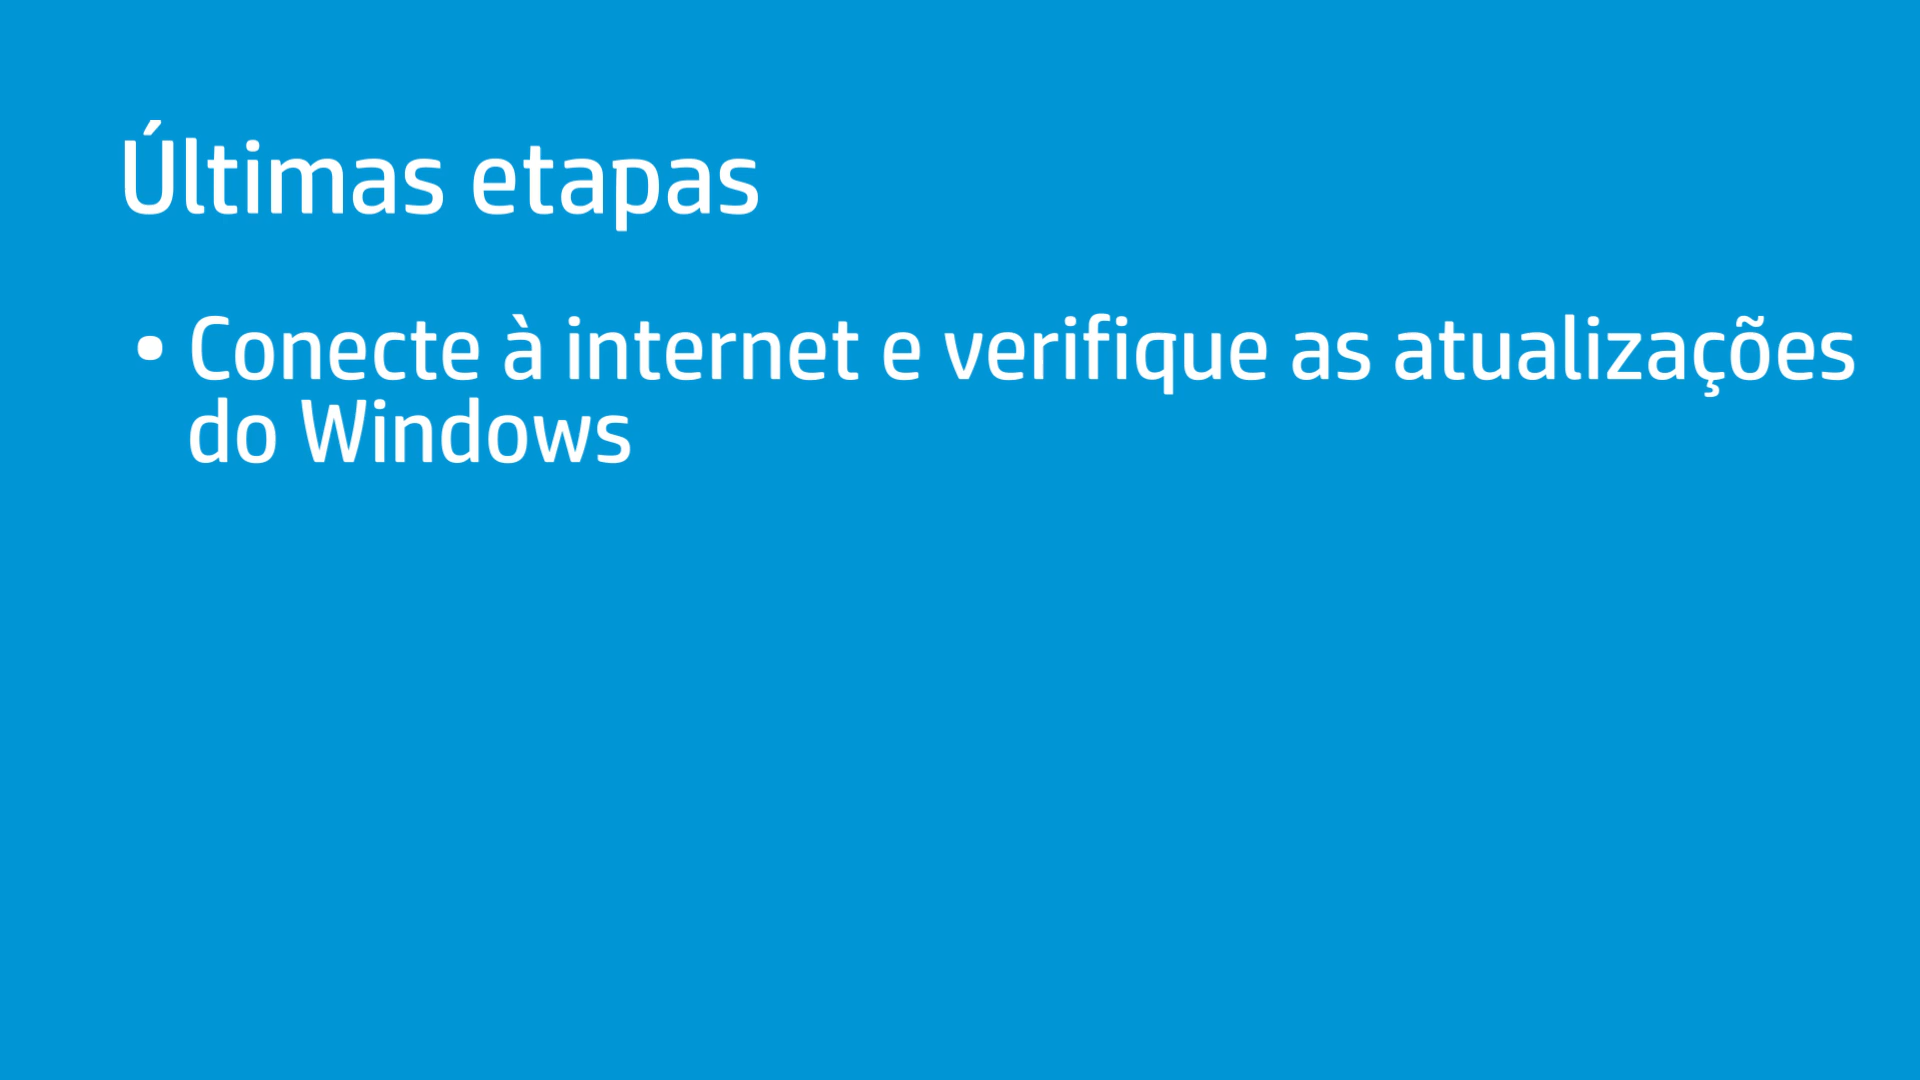 Últimas etapas
• Conecte à internet e verifique as atualizações
do Windows